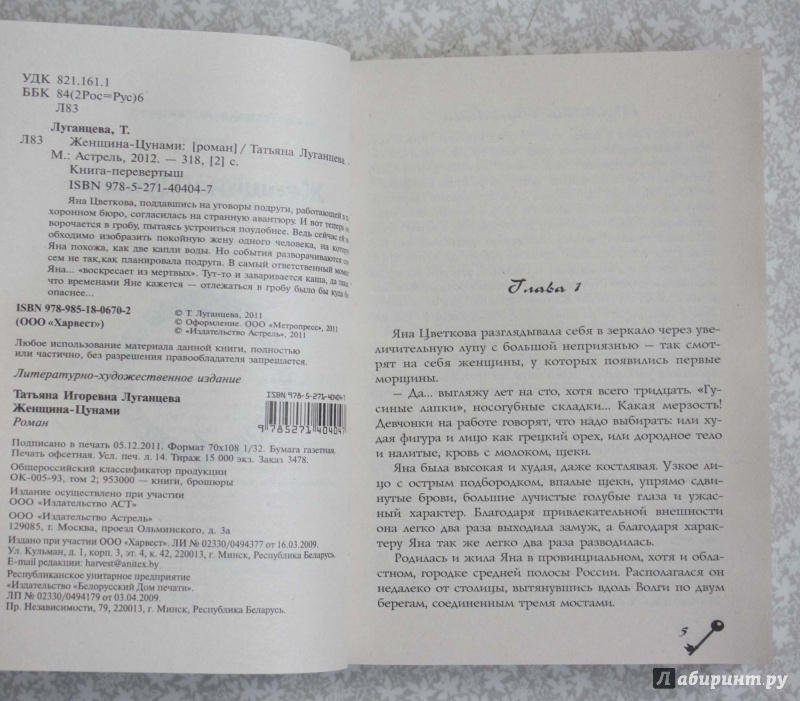 УДК 821.161.1
ББК 84(2Рос=Рус)6
Л83
Луганцева, Т.
Л83 Женщина-Цунами: [роман] / Татьяна Луганцева.
М.: Астрель, 2012. — 318, [2] с.
Книга-перевертыш
ISBN 978-5-271-40404-7
Яна Цветкова, поддавшись на уговоры подруги, работающей в
хоронном бюро, согласилась на странную авантюру. И вот теперь
ворочается в гробу, пытаясь устроиться поудобнее. Ведь сейчас ей
обходимо изобразить покойную жену одного человека, на
Яна похожа, как две капли воды. Но события разворачиваются
сем не так, как планировала подруга. В самый ответственный
Яна... «воскресает из мертвых». Тут-то и заваривается каша, да
что временами Яне кажется — отлежаться в гробу было бы куда
опаснее...
ISBN 978-985-18-0670-2
(ООО «Харвест»)
© Т. Луганцева, 2011
© Оформление. ООО «Метропресс», 2011
© «Издательство Астрель», 2011
Любое использование материала данной книги, полностью
или частично, без разрешения правообладателя запрещается.
Литературно-художественное издание
Татьяна Игоревна Луганцева
Женщина-Цунами
Роман
ISBN 978-5-271-40404-7
9 785271 404047
Подписано в печать 05.12.2011. Формат 70x108 1/32. Бумага газетная.
Печать офсетная. Усл. печ. л. 14. Тираж 15 000 экз. Заказ 3478.
Общероссийский классификатор продукции
ОК-005-93, том 2; 953000 — книги, брошюры
Издание осуществлено при участии
ООО «Издательство АСТ»
ООО «Издательство Астрель»
129085, г. Москва, проезд Ольминского, д. 3а
Издано при участии ООО «Харвест». ЛИ № 02330/0494377 от 16.03.2009.
Ул. Кульман, д. 1, корп. 3, эт. 4, к. 42, 220013, г. Минск, Республика Беларусь.
E-mail редакции: harvest@anitex.by
Республиканское унитарное предприятие
«Издательство «Белорусский Дом печати».
ЛП № 02330/0494179 от 03.04.2009.
Пр. Независимости, 79, 220013, г. Минск, Республика Беларусь.
Глава 1
Яна Цветкова разглядывала себя в зеркало через уве-
личительную лупу с большой неприязнью — так смот-
рят на себя женщины, у которых появились первые
морщины.
— Да... выгляжу лет на сто, хотя всего тридцать. «Гу-
синые лапки», носогубные складки... Какая мерзость!
Девчонки на работе говорят, что надо выбирать: или ху-
дая фигура и лицо как грецкий орех, или дородное тело
и налитые, кровь с молоком, щеки.
Яна была высокая и худая, даже костлявая. Узкое ли-
цо с острым подбородком, впалые щеки, упрямо сдви-
нутые брови, большие лучистые голубые глаза и ужас-
ный характер. Благодаря привлекательной внешности
она легко два раза выходила замуж, а благодаря харак-
теру Яна так же легко два раза разводилась.
Родилась и жила Яна в провинциальном, хотя и обла-
стном, городке средней полосы России. Располагался он
недалеко от столицы, вытянувшись вдоль Волги по двум
берегам, соединенным тремя мостами.
5
Лабиринт.ру